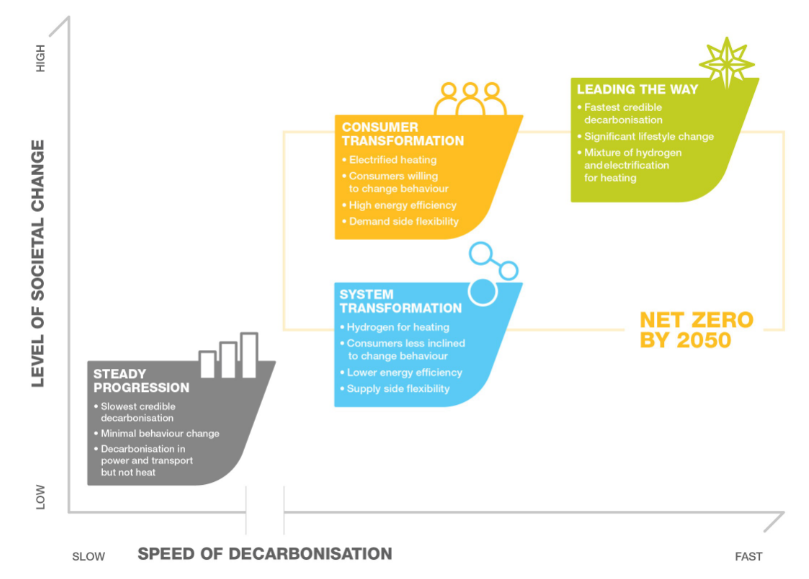 HIGH
LEVEL OF SOCIETAL CHANGE
LOW
LEADING THE WAY
• Fastest credible
decarbonisation
• Significant lifestyle change
• Mixture of hydrogen
and electrification
for heating
CONSUMER
TRANSFORMATION
• Electrified heating
• Consumers willing
to change behaviour
• High energy efficiency
• Demand side flexibility
SYSTEM
TRANSFORMATION
• Hydrogen for heating
• Consumers less inclined
to change behaviour
• Lower energy efficiency
• Supply side flexibility
NET ZERO
BY 2050
STEADY
PROGRESSION
• Slowest credible
decarbonisation
• Minimal behaviour change
• Decarbonisation in
power and transport
but not heat
SLOW
SPEED OF DECARBONISATION
FAST